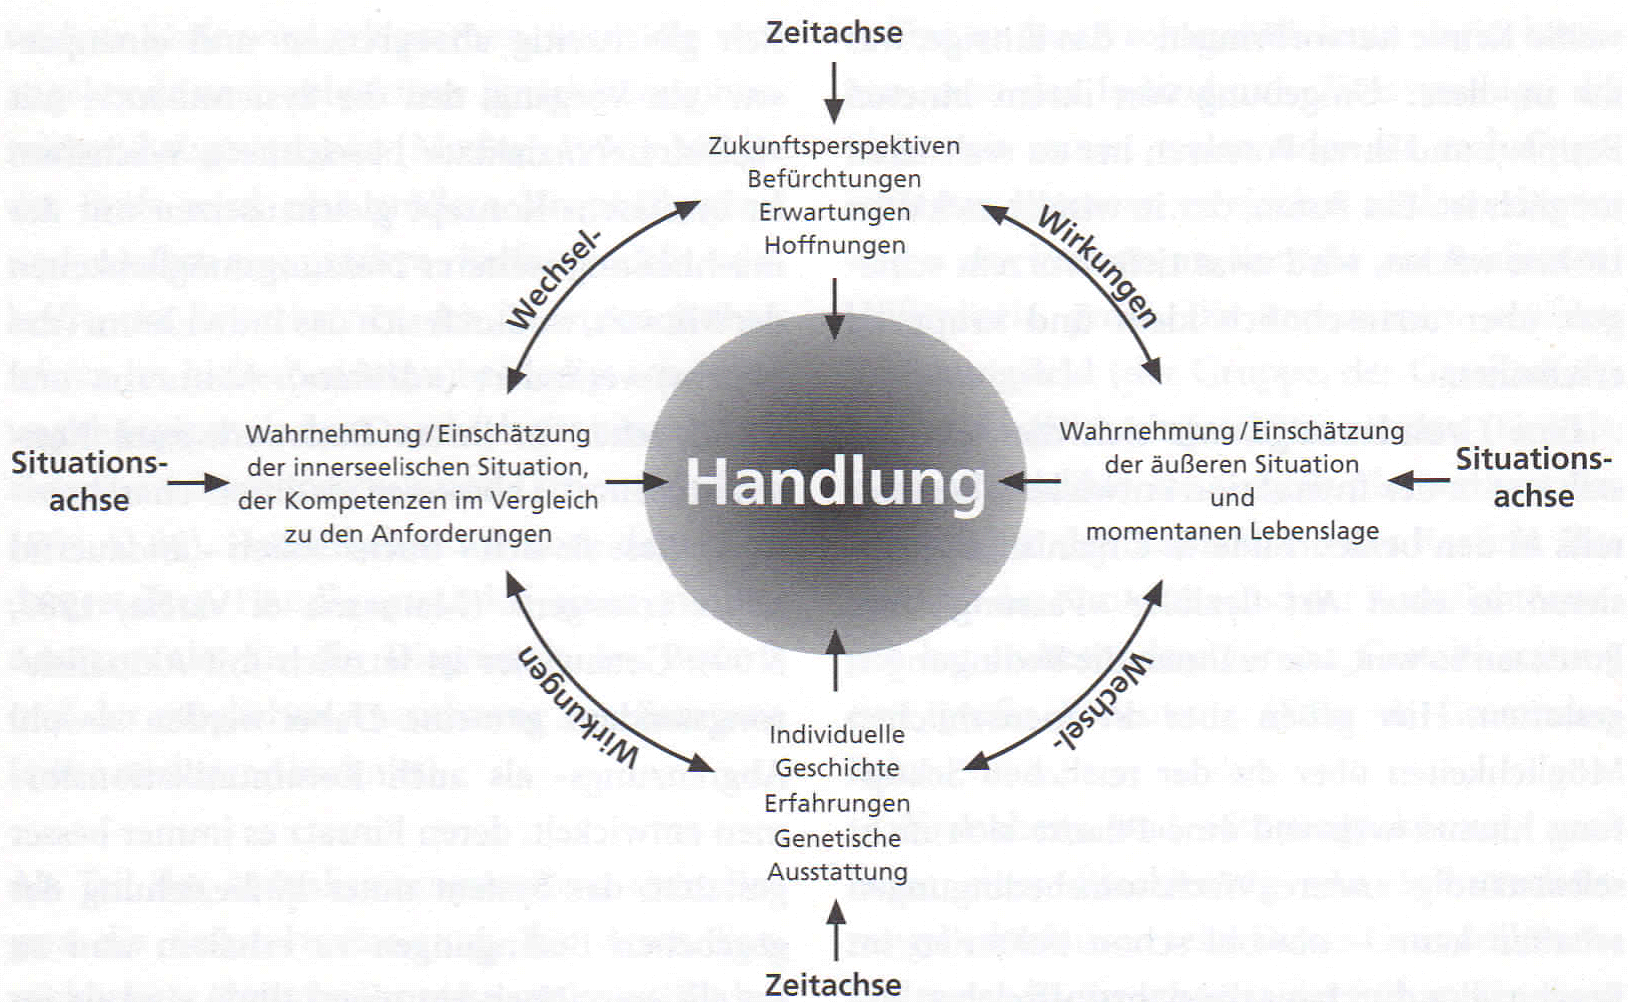 Zeitachse
Zukunftsperspektiven
Befürchtungen
Erwartungen
Hoffnungen
Wechsel-
Wirkungen
Situations-
achse
Wahrnehmung/Einschätzung
der innerseelischen Situation,
der Kompetenzen im Vergleich
zu den Anforderungen
Handlung
Wahrnehmung/Einschätzung
der äußeren Situation
und
momentanen Lebenslage
Situations-
achse
Wirkungen
Wechsel-
Individuelle
Geschichte
Erfahrungen
Genetische
Ausstattung
Zeitachse